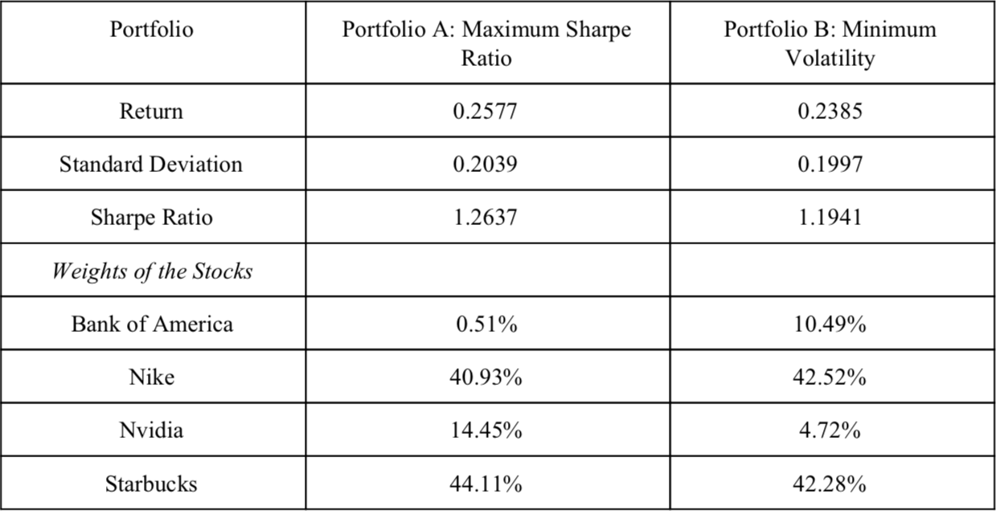 Portfolio
Portfolio A: Maximum Sharpe
Ratio
Portfolio B: Minimum
Volatility
Return
0.2577
0.2385
Standard Deviation
0.2039
0.1997
Sharpe Ratio
1.2637
1.1941
Weights of the Stocks
Bank of America
0.51%
10.49%
Nike
40.93%
42.52%
Nvidia
14.45%
4.72%
Starbucks
44.11%
42.28%